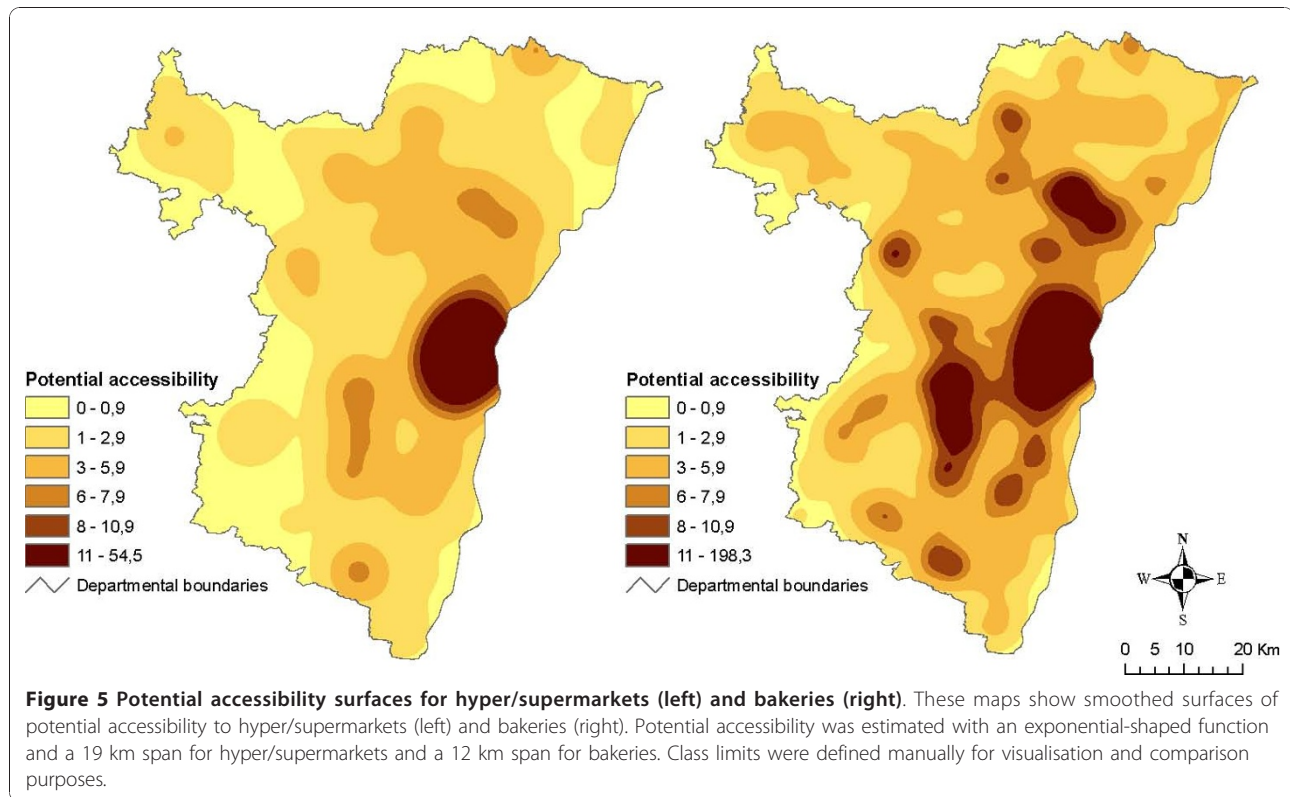 Potential accessibility
0 - 0,9
1 - 2,9
3 - 5,9
6 - 7,9
8 - 10,9
11 - 54,5
Departmental boundaries
Potential accessibility
0 - 0,9
1 - 2,9
3 - 5,9
6 - 7,9
8 - 10,9
11 - 198,3
Departmental boundaries
N
W E
S
0 5 10 20 Km
Figure 5 Potential accessibility surfaces for hyper/supermarkets (left) and bakeries (right). These maps show smoothed surfaces of
potential accessibility to hyper/supermarkets (left) and bakeries (right). Potential accessibility was estimated with an exponential-shaped function
and a 19 km span for hyper/supermarkets and a 12 km span for bakeries. Class limits were defined manually for visualisation and comparison
purposes.